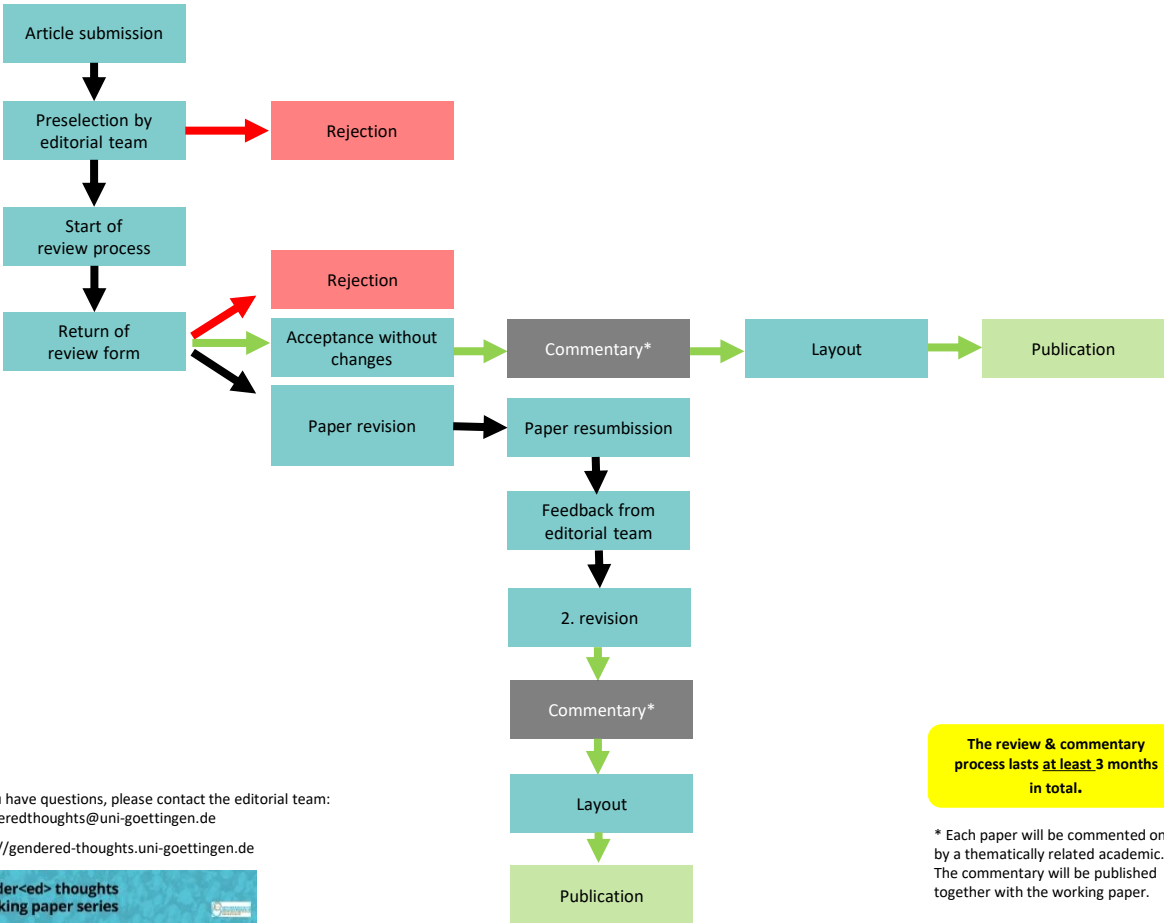 Article submission
Preselection by
editorial team
Rejection
Start of
review process
Rejection
Return of
review form
Acceptance without
changes
Commentary*
Layout
Publication
Paper revision
Paper resumbission
Feedback from
editorial team
2. revision
Commentary*
Layout
Publication
The review & commentary
process lasts at least 3 months
in total.
* Each paper will be commented on
by a thematically related academic.
The commentary will be published
together with the working paper.
u have questions, please contact the editorial team:
eredthoughts@uni-goettingen.de
//gendered-thoughts.uni-goettingen.de
der<ed> thoughts
king paper series